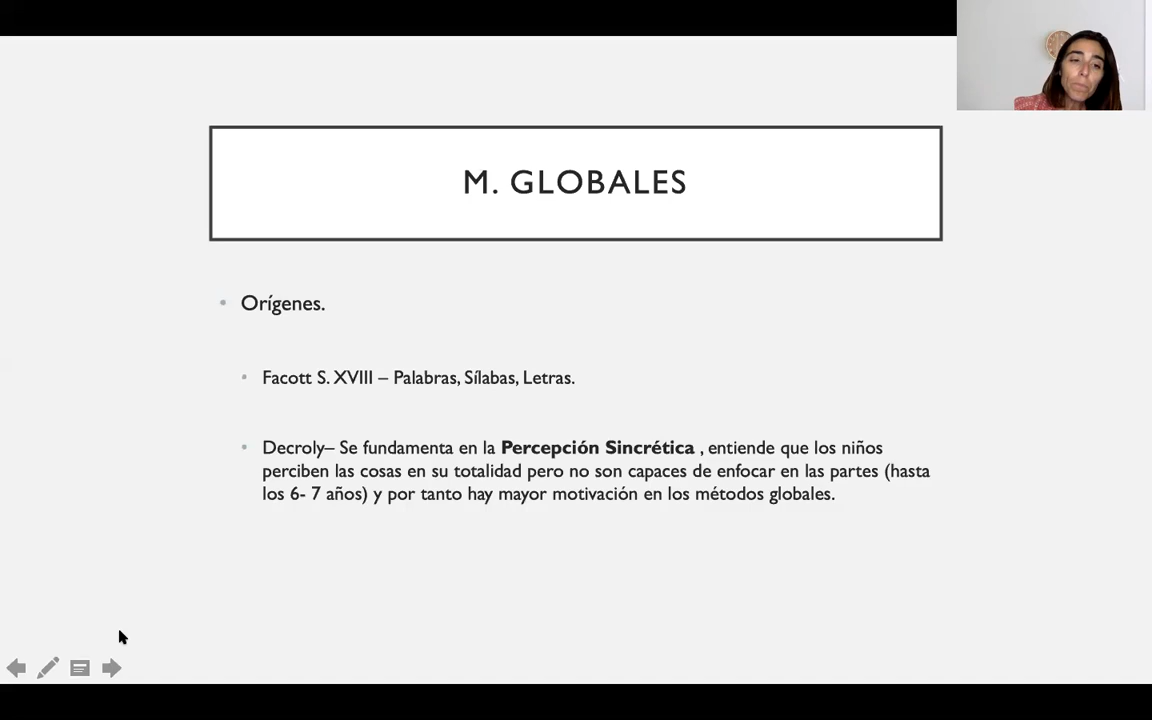 M. GLOBALES
Orígenes.
Facott S. XVIII – Palabras, Sílabas, Letras.
Decroly– Se fundamenta en la Percepción Sincrética , entiende que los niños
perciben las cosas en su totalidad pero no son capaces de enfocar en las partes (hasta
los 6- 7 años) y por tanto hay mayor motivación en los métodos globales.